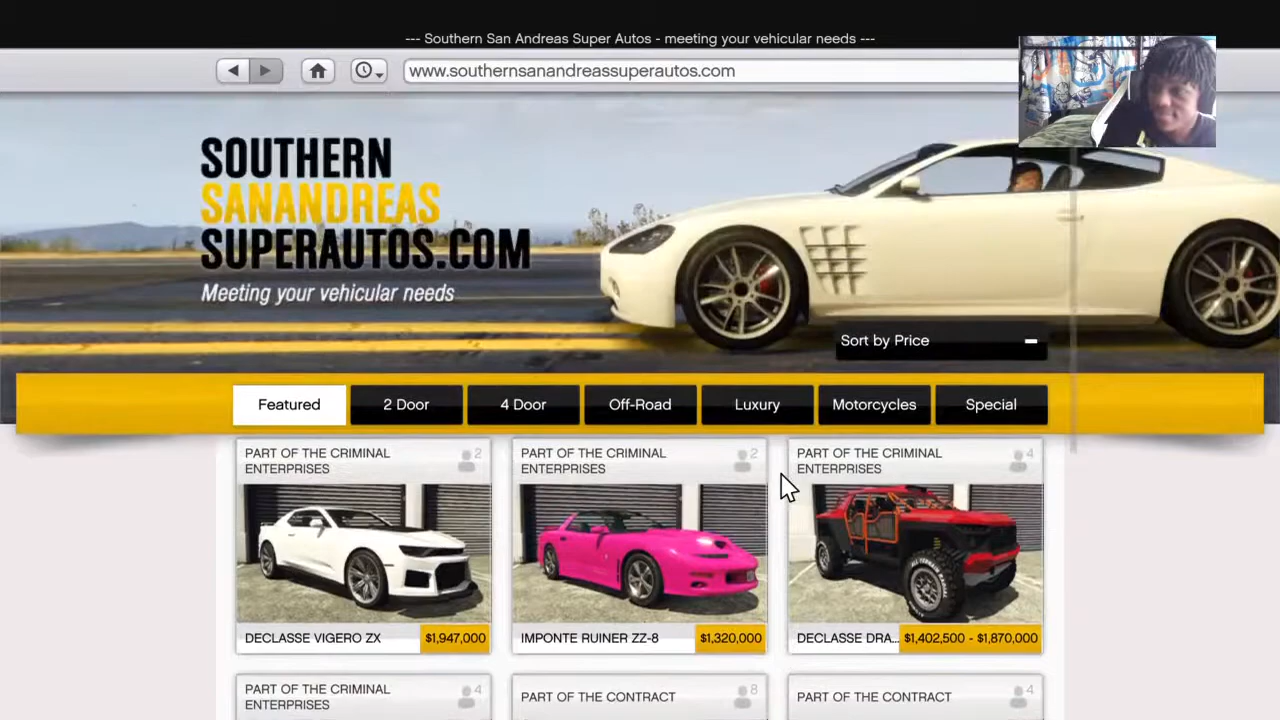 --- Southern San Andreas Super Autos - meeting your vehicular needs ---
www.southernsanandreassuperautos.com
SOUTHERN
SANANDREAS
SUPERAUTOS.COM
Meeting your vehicular needs
Sort by Price
Featured 2 Door 4 Door Off-Road Luxury Motorcycles Special
PART OF THE CRIMINAL
ENTERPRISES
2
DECLASSE VIGERO ZX $1,947,000
PART OF THE CRIMINAL
ENTERPRISES
2
IMPONTE RUINER ZZ-8 $1,320,000
PART OF THE CRIMINAL
ENTERPRISES
4
ALL TERRAIN
DECLASSE DRA... $1,402,500 - $1,870,000
PART OF THE CRIMINAL
ENTERPRISES
4
PART OF THE CONTRACT 8
PART OF THE CONTRACT 4